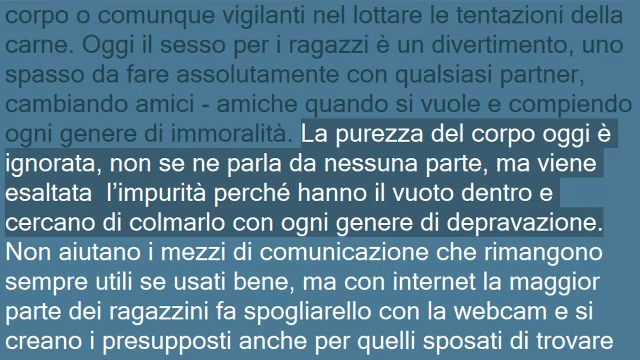 corpo o comunque vigilanti nel lottare le tentazioni della
carne. Oggi il sesso per i ragazzi è un divertimento, uno
spasso da fare assolutamente con qualsiasi partner,
cambiando amici - amiche quando si vuole e compiendo
ogni genere di immoralità. La purezza del corpo oggi è
ignorata, non se ne parla da nessuna parte, ma viene
esaltata  l’impurità perché hanno il vuoto dentro e
cercano di colmarlo con ogni genere di depravazione.
Non aiutano i mezzi di comunicazione che rimangono
sempre utili se usati bene, ma con internet la maggior
parte dei ragazzini fa spogliarello con la webcam e si
creano i presupposti anche per quelli sposati di trovare